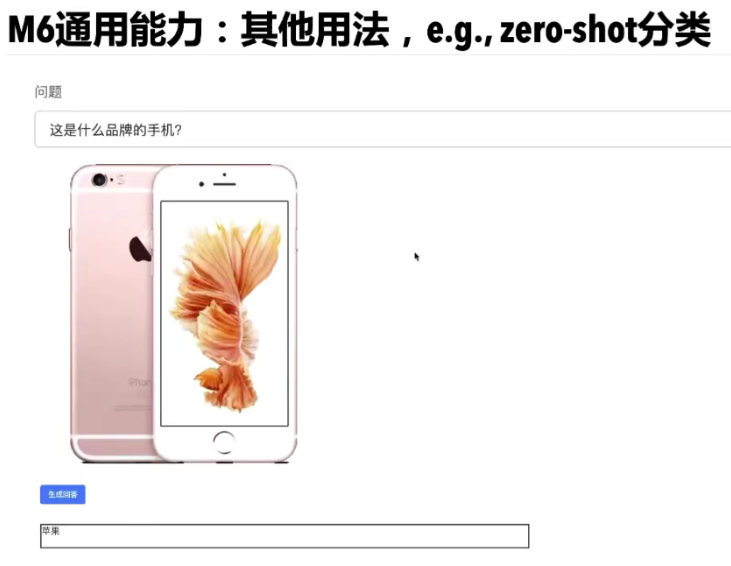 M6通用能力：其他用法，e.g., zero-shot分类
问题
这是什么品牌的手机?
生成回答
苹果